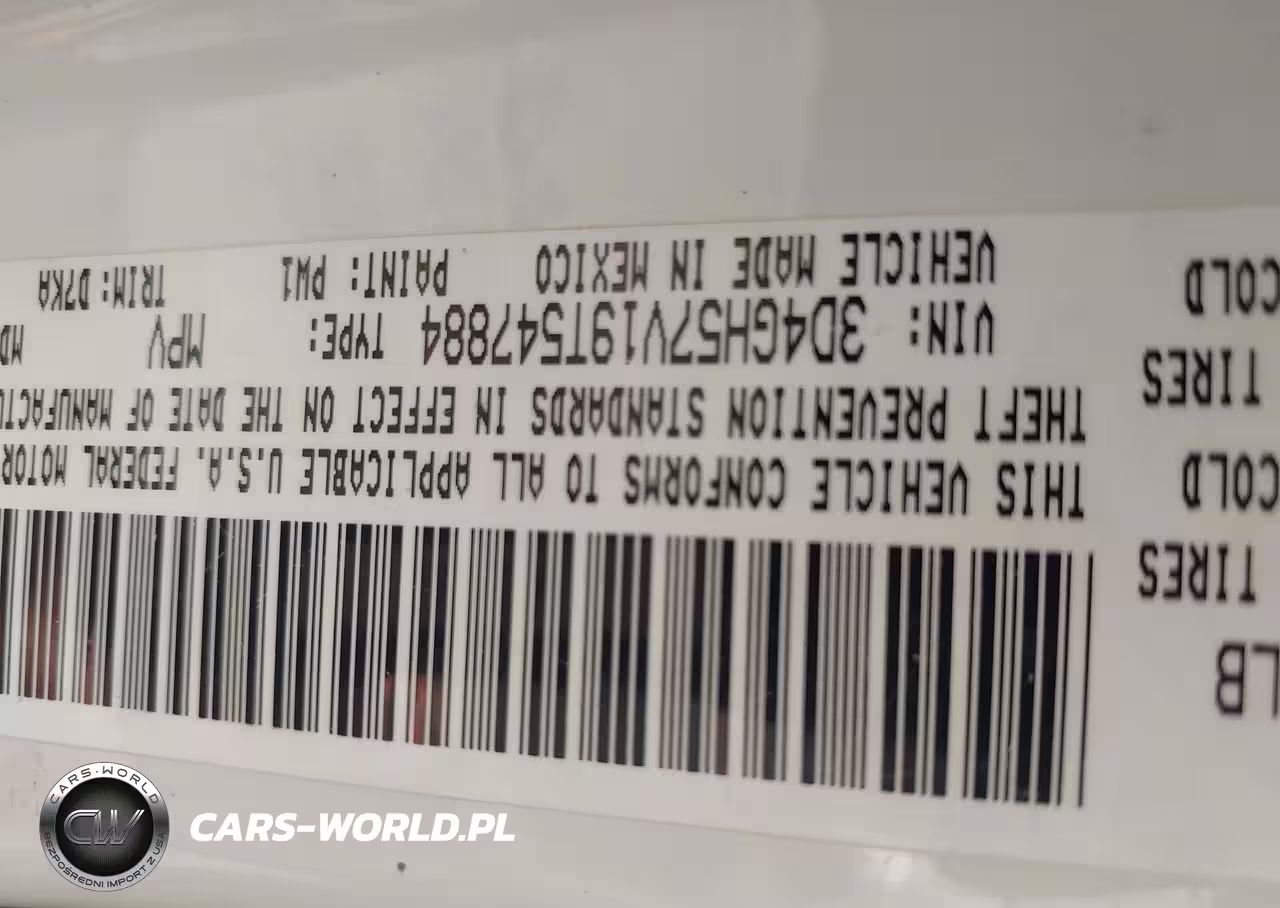 LB
TIRES
COLD
TIRES
COLD
THIS VEHICLE CONFORMS TO ALL APPLICABLE U.S.A. FEDERAL MOTOR
THEFT PREVENTION STANDARDS IN EFFECT ON THE DATE OF MANUFACTU
VIN: 3D4GH57V19T547884 TYPE: MPV MD
VEHICLE MADE IN MEXICO PAINT: PW1 TRIM: D7KA
CARS-WORLD
CW
BEZPOŚREDNI IMPORT Z USA
CARS-WORLD.PL